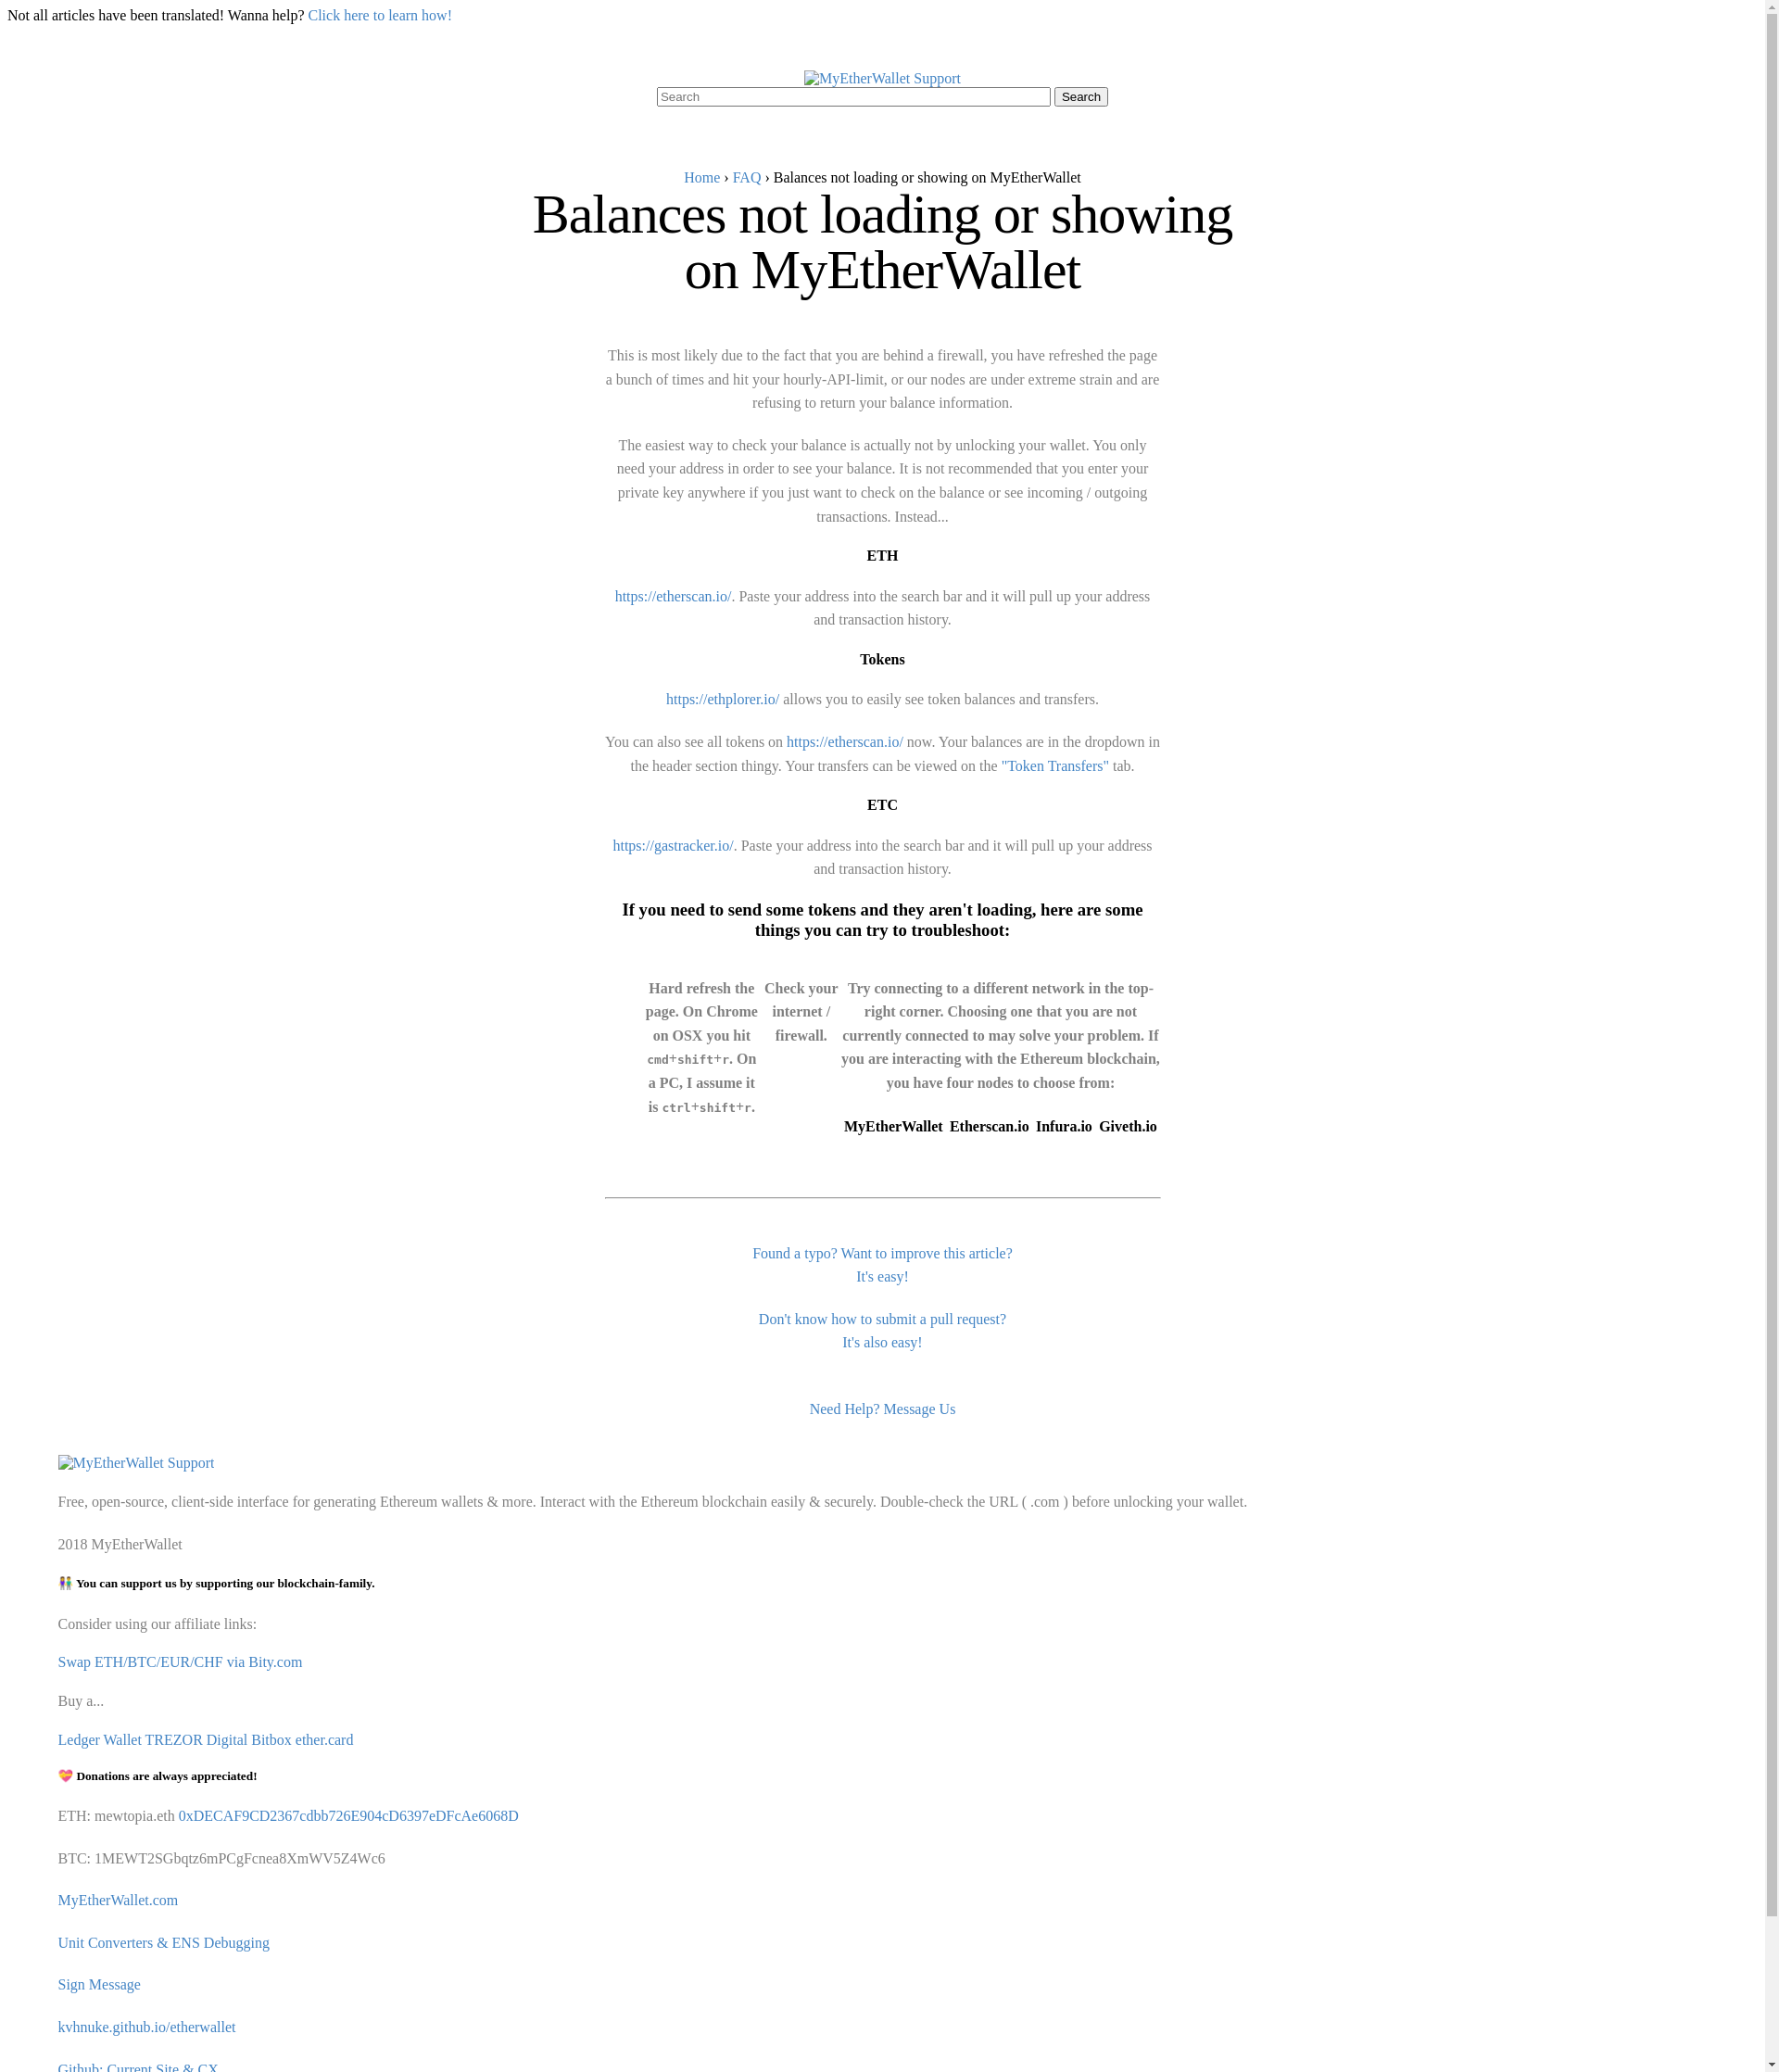 Not all articles have been translated! Wanna help? Click here to learn how!
MyEtherWallet Support
Search Search
Home › FAQ › Balances not loading or showing on MyEtherWallet
Balances not loading or showing
on MyEtherWallet
This is most likely due to the fact that you are behind a firewall, you have refreshed the page
a bunch of times and hit your hourly-API-limit, or our nodes are under extreme strain and are
refusing to return your balance information.
The easiest way to check your balance is actually not by unlocking your wallet. You only
need your address in order to see your balance. It is not recommended that you enter your
private key anywhere if you just want to check on the balance or see incoming / outgoing
transactions. Instead...
ETH
https://etherscan.io/. Paste your address into the search bar and it will pull up your address
and transaction history.
Tokens
https://ethplorer.io/ allows you to easily see token balances and transfers.
You can also see all tokens on https://etherscan.io/ now. Your balances are in the dropdown in
the header section thingy. Your transfers can be viewed on the "Token Transfers" tab.
ETC
https://gastracker.io/. Paste your address into the search bar and it will pull up your address
and transaction history.
If you need to send some tokens and they aren't loading, here are some
things you can try to troubleshoot:
Hard refresh the
page. On Chrome
on OSX you hit
cmd+shift+r. On
a PC, I assume it
is ctrl+shift+r.
Check your
internet /
firewall.
Try connecting to a different network in the top-
right corner. Choosing one that you are not
currently connected to may solve your problem. If
you are interacting with the Ethereum blockchain,
you have four nodes to choose from:
MyEtherWallet Etherscan.io Infura.io Giveth.io
Found a typo? Want to improve this article?
It's easy!
Don't know how to submit a pull request?
It's also easy!
Need Help? Message Us
MyEtherWallet Support
Free, open-source, client-side interface for generating Ethereum wallets & more. Interact with the Ethereum blockchain easily & securely. Double-check the URL ( .com ) before unlocking your wallet.
2018 MyEtherWallet
👫 You can support us by supporting our blockchain-family.
Consider using our affiliate links:
Swap ETH/BTC/EUR/CHF via Bity.com
Buy a...
Ledger Wallet TREZOR Digital Bitbox ether.card
💝 Donations are always appreciated!
ETH: mewtopia.eth 0xDECAF9CD2367cdbb726E904cD6397eDFcAe6068D
BTC: 1MEWT2SGbqtz6mPCgFcnea8XmWV5Z4Wc6
MyEtherWallet.com
Unit Converters & ENS Debugging
Sign Message
kvhnuke.github.io/etherwallet
Github: Current Site & CX